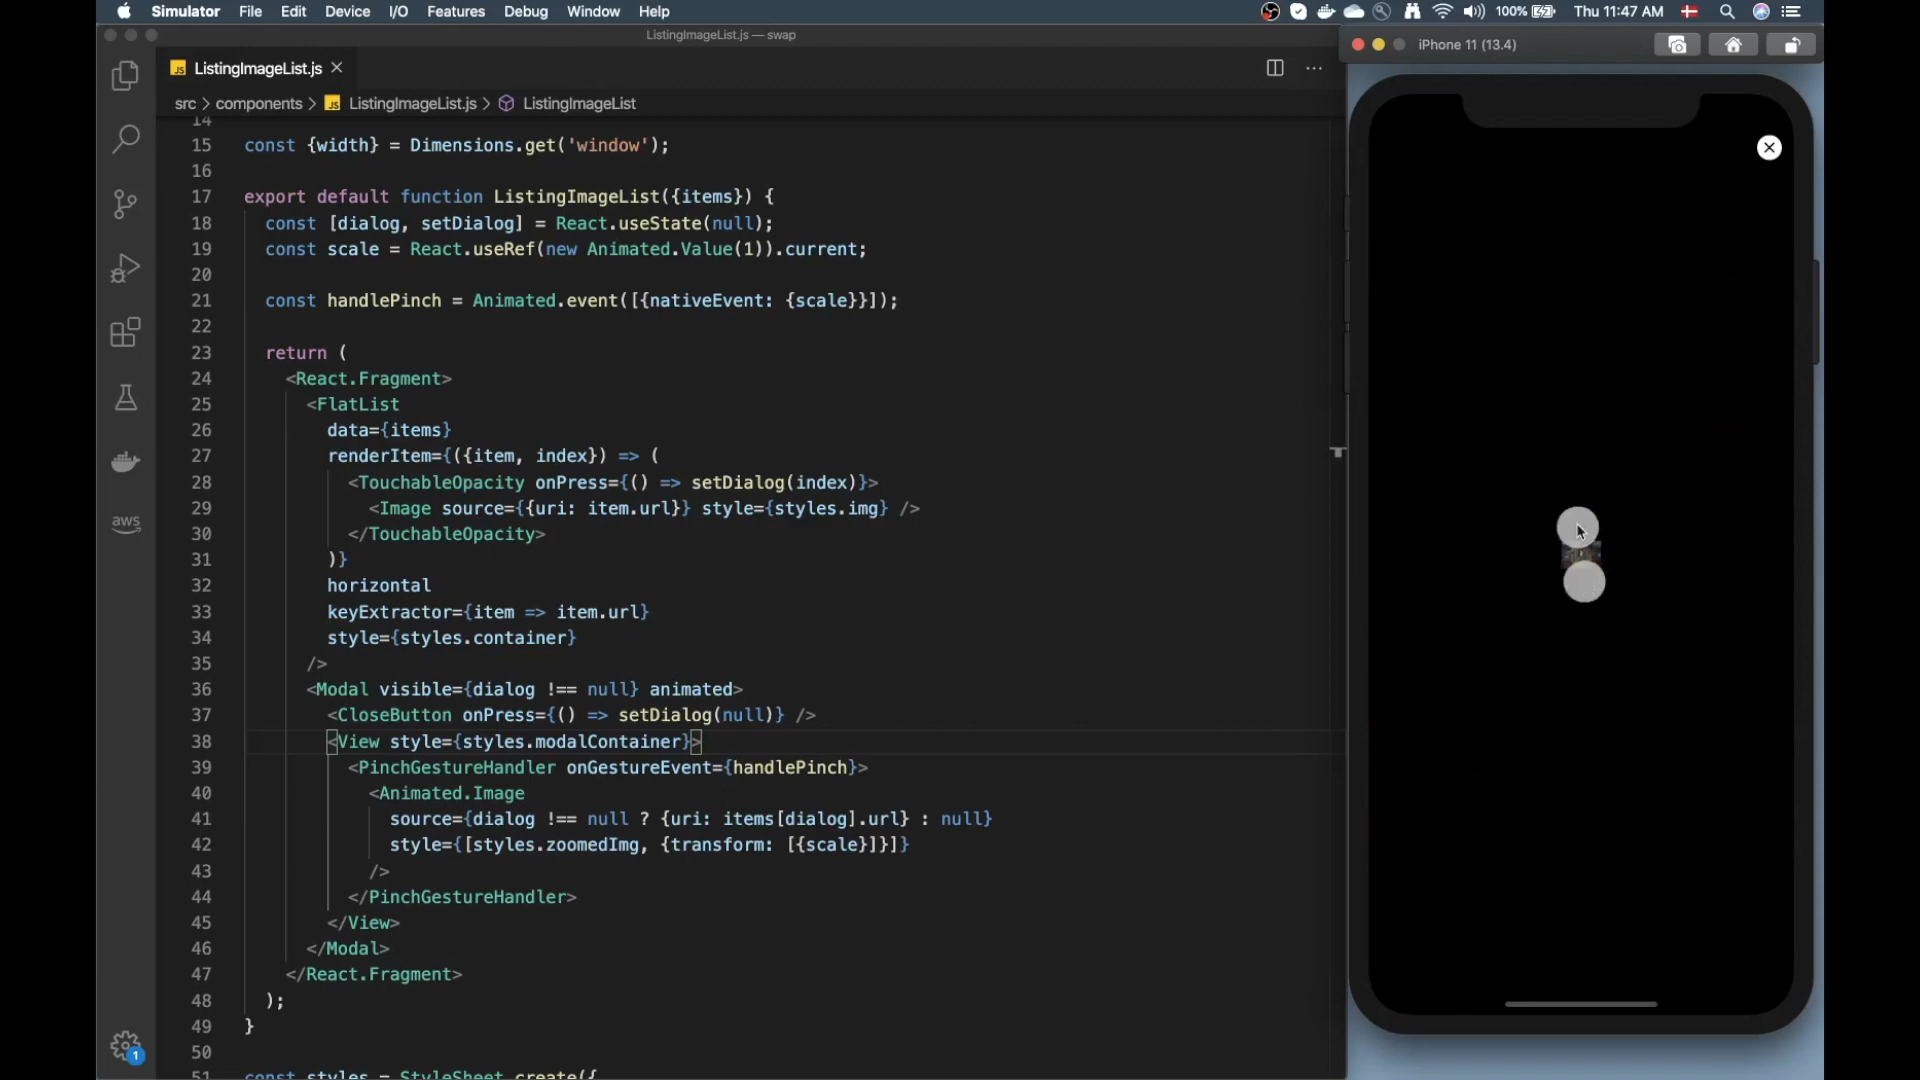 Simulator File Edit Device I/O Features Debug Window Help 100% Thu 11:47 AM
ListingImageList.js — swap
iPhone 11 (13.4)
JS ListingImageList.js
src > components > JS ListingImageList.js > ListingImageList
14
15 const {width} = Dimensions.get('window');
16
17 export default function ListingImageList({items}) {
18 const [dialog, setDialog] = React.useState(null);
19 const scale = React.useRef(new Animated.Value(1)).current;
20
21 const handlePinch = Animated.event([{nativeEvent: {scale}}]);
22
23 return (
24 <React.Fragment>
25 <FlatList
26 data={items}
27 renderItem={({item, index}) => (
28 <TouchableOpacity onPress={() => setDialog(index)}>
29 <Image source={{uri: item.url}} style={styles.img} />
30 </TouchableOpacity>
31 )}
32 horizontal
33 keyExtractor={item => item.url}
34 style={styles.container}
35 />
36 <Modal visible={dialog !== null} animated>
37 <CloseButton onPress={() => setDialog(null)} />
38 <View style={styles.modalContainer}>
39 <PinchGestureHandler onGestureEvent={handlePinch}>
40 <Animated.Image
41 source={dialog !== null ? {uri: items[dialog].url} : null}
42 style={[styles.zoomedImg, {transform: [{scale}]}]}
43 />
44 </PinchGestureHandler>
45 </View>
46 </Modal>
47 </React.Fragment>
48 );
49 }
50
51 const styles = StyleSheet.create({
aws
1